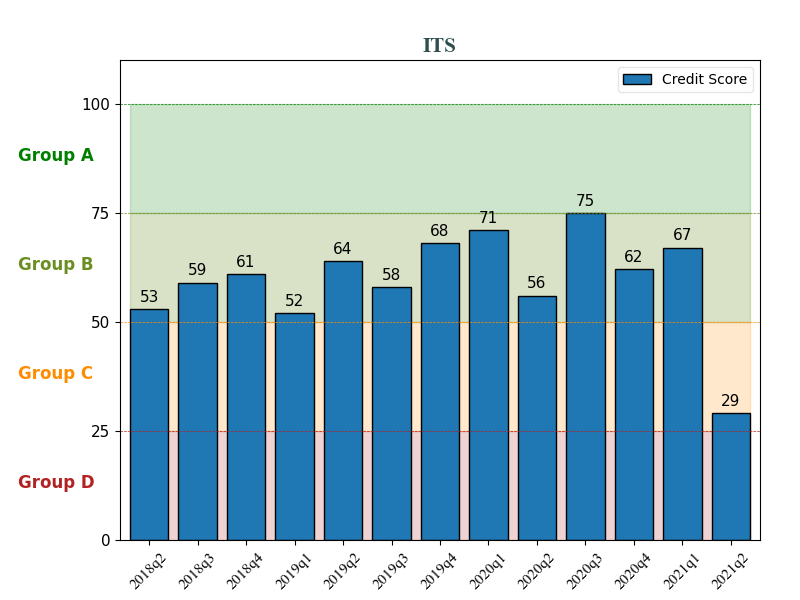 ITS
Credit Score
100
Group A
75
Group B
50
Group C
25
Group D
0
53
59
61
52
64
58
68
71
56
75
62
67
29
2018q2
2018q3
2018q4
2019q1
2019q2
2019q3
2019q4
2020q1
2020q2
2020q3
2020q4
2021q1
2021q2